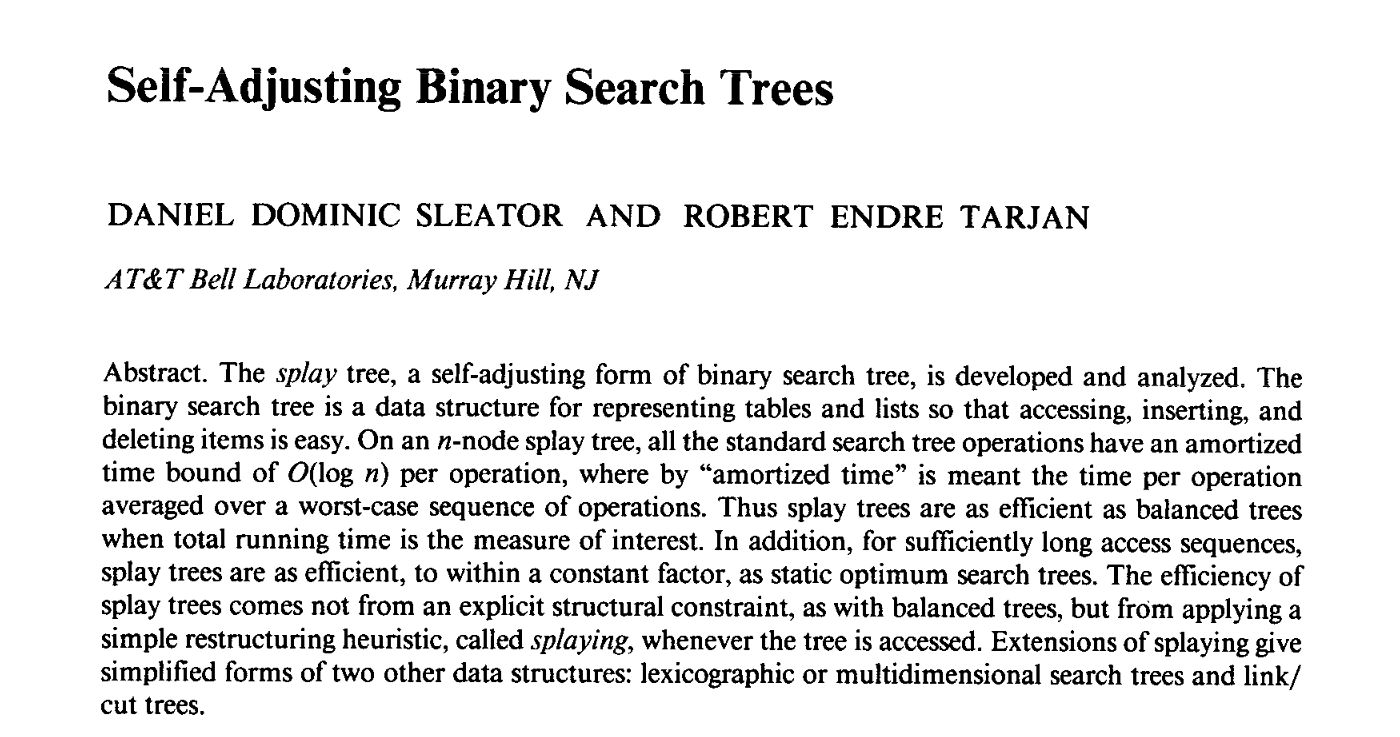 Self-Adjusting Binary Search Trees
DANIEL DOMINIC SLEATOR AND ROBERT ENDRE TARJAN
AT&T Bell Laboratories, Murray Hill, NJ
Abstract. The splay tree, a self-adjusting form of binary search tree, is developed and analyzed. The
binary search tree is a data structure for representing tables and lists so that accessing, inserting, and
deleting items is easy. On an n-node splay tree, all the standard search tree operations have an amortized
time bound of O(log n) per operation, where by “amortized time” is meant the time per operation
averaged over a worst-case sequence of operations. Thus splay trees are as efficient as balanced trees
when total running time is the measure of interest. In addition, for sufficiently long access sequences,
splay trees are as efficient, to within a constant factor, as static optimum search trees. The efficiency of
splay trees comes not from an explicit structural constraint, as with balanced trees, but from applying a
simple restructuring heuristic, called splaying, whenever the tree is accessed. Extensions of splaying give
simplified forms of two other data structures: lexicographic or multidimensional search trees and link/
cut trees.